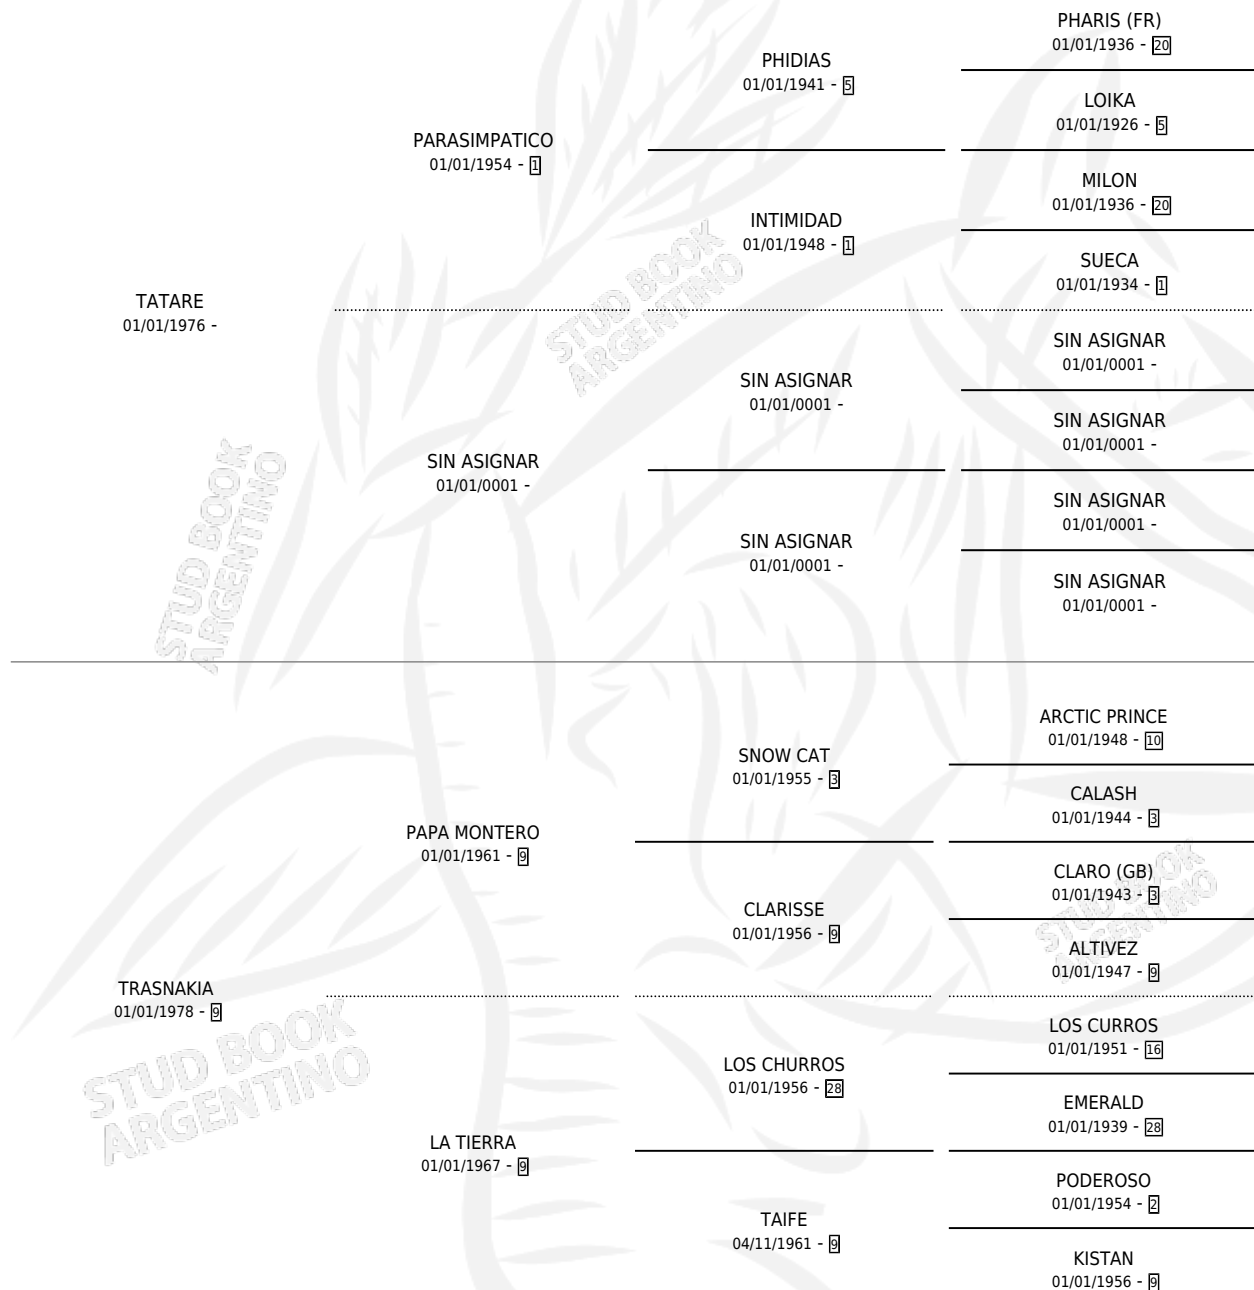 PHARIS (FR)
01/01/1936 - 20
PHIDIAS
01/01/1941 - 5
LOIKA
01/01/1926 - 5
PARASIMPATICO
01/01/1954 - 1
MILON
01/01/1936 - 20
INTIMIDAD
01/01/1948 - 1
SUECA
01/01/1934 - 1
TATARE
01/01/1976 -
SIN ASIGNAR
01/01/0001 -
SIN ASIGNAR
01/01/0001 -
SIN ASIGNAR
01/01/0001 -
SIN ASIGNAR
01/01/0001 -
SIN ASIGNAR
01/01/0001 -
SIN ASIGNAR
01/01/0001 -
SIN ASIGNAR
01/01/0001 -
STUD BOOK
ARGENTINO
STUD BOOK
ARGENTINO
ARCTIC PRINCE
01/01/1948 - 10
SNOW CAT
01/01/1955 - 3
CALASH
01/01/1944 - 3
PAPA MONTERO
01/01/1961 - 9
CLARO (GB)
01/01/1943 - 3
CLARISSE
01/01/1956 - 9
ALTIVEZ
01/01/1947 - 9
TRASNAKIA
01/01/1978 - 9
LOS CURROS
01/01/1951 - 16
LOS CHURROS
01/01/1956 - 28
EMERALD
01/01/1939 - 28
LA TIERRA
01/01/1967 - 9
PODEROSO
01/01/1954 - 2
TAIFE
04/11/1961 - 9
KISTAN
01/01/1956 - 9
STUD BOOK
ARGENTINO
STUD BOOK
ARGENTINO